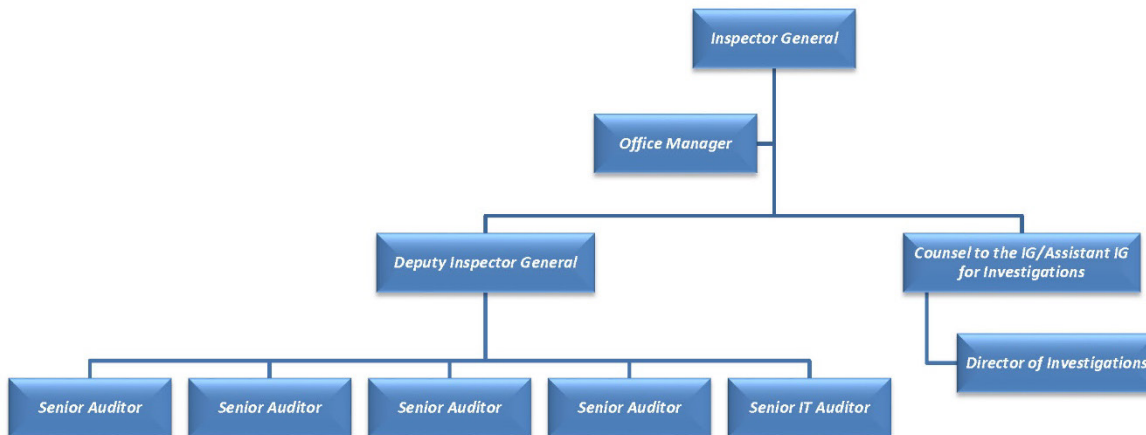 Inspector General
Office Manager
Deputy Inspector General
Counsel to the IG/Assistant IG
for Investigations
Director of Investigations
Senior Auditor
Senior Auditor
Senior Auditor
Senior Auditor
Senior IT Auditor